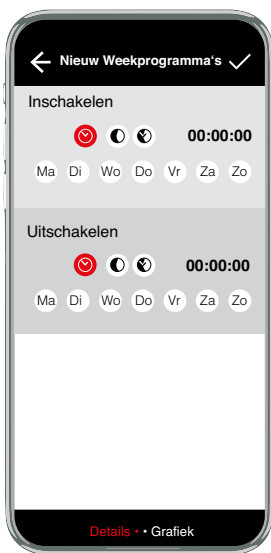 Nieuw Weekprogramma‘s
Inschakelen
00:00:00
Ma Di Wo Do Vr Za Zo
Uitschakelen
00:00:00
Ma Di Wo Do Vr Za Zo
Details • • Grafiek